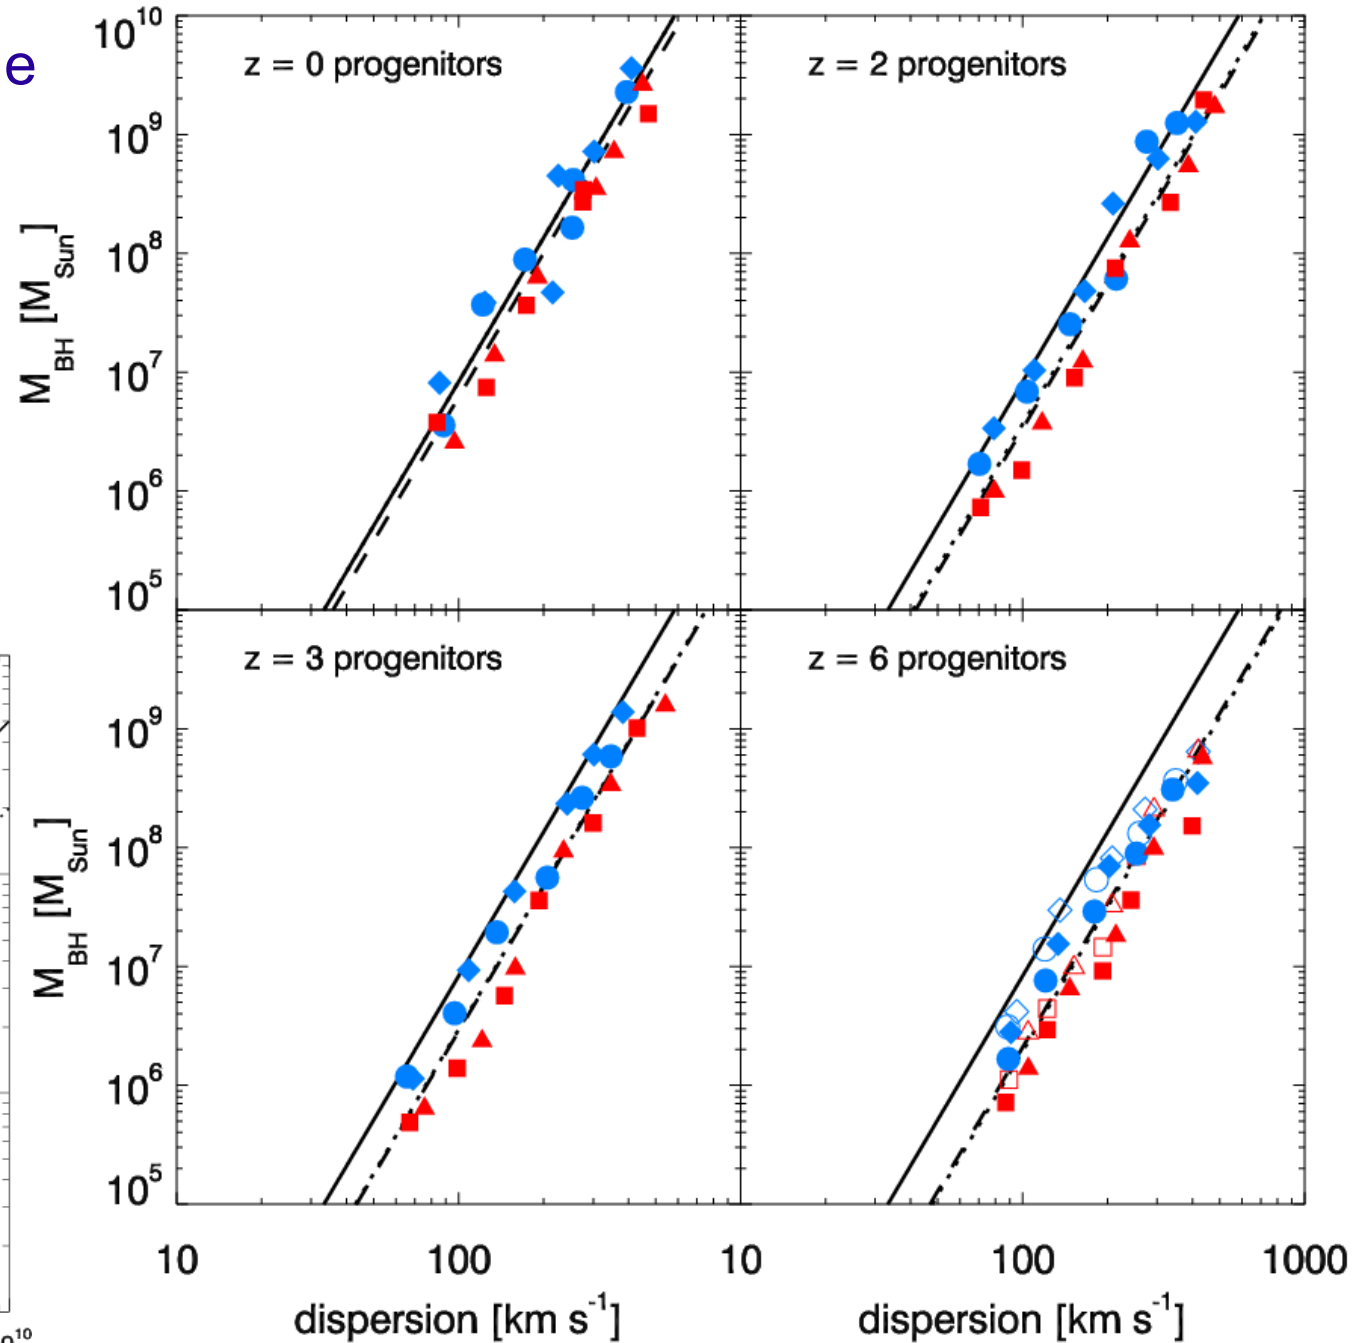 e
10^10
z = 0 progenitors
z = 2 progenitors
10^9
10^8
M_BH [M_Sun]
10^7
10^6
10^5
z = 3 progenitors
z = 6 progenitors
10^9
10^8
M_BH [M_Sun]
10^7
10^6
10^5
10 100 10 100 1000
dispersion [km s^-1] dispersion [km s^-1]